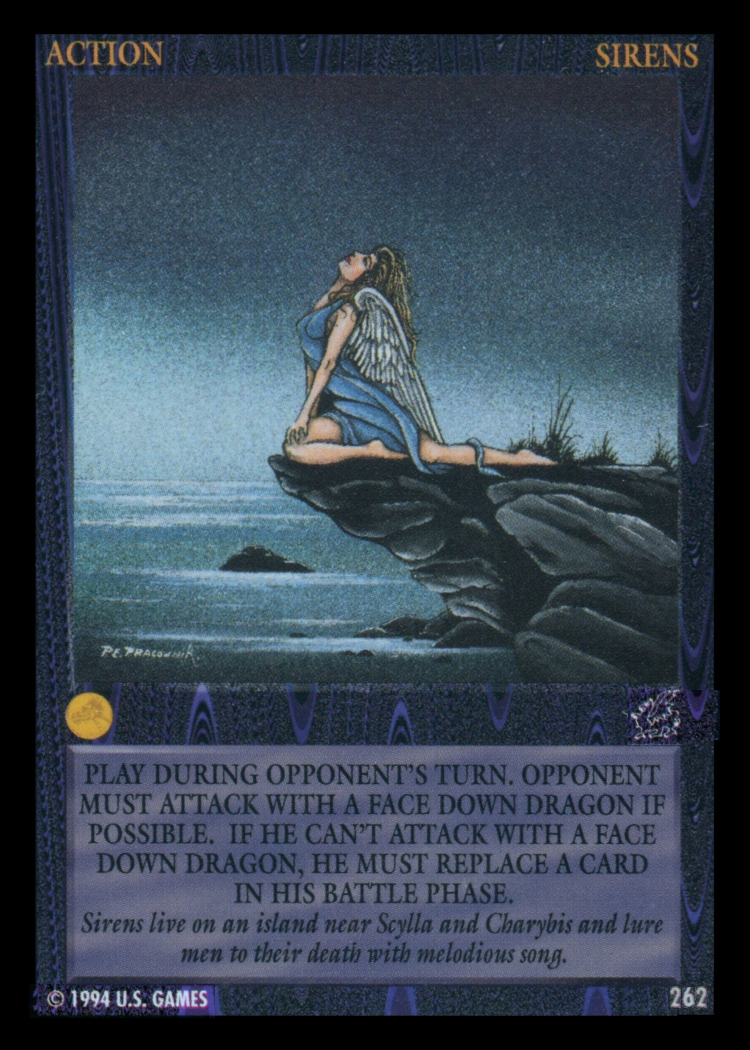 ACTION
SIRENS
P.E. PRACOWNIK.
PLAY DURING OPPONENT'S TURN. OPPONENT
MUST ATTACK WITH A FACE DOWN DRAGON IF
POSSIBLE. IF HE CAN'T ATTACK WITH A FACE
DOWN DRAGON, HE MUST REPLACE A CARD
IN HIS BATTLE PHASE.
Sirens live on an island near Scylla and Charybis and lure
men to their death with melodious song.
© 1994 U.S. GAMES
262